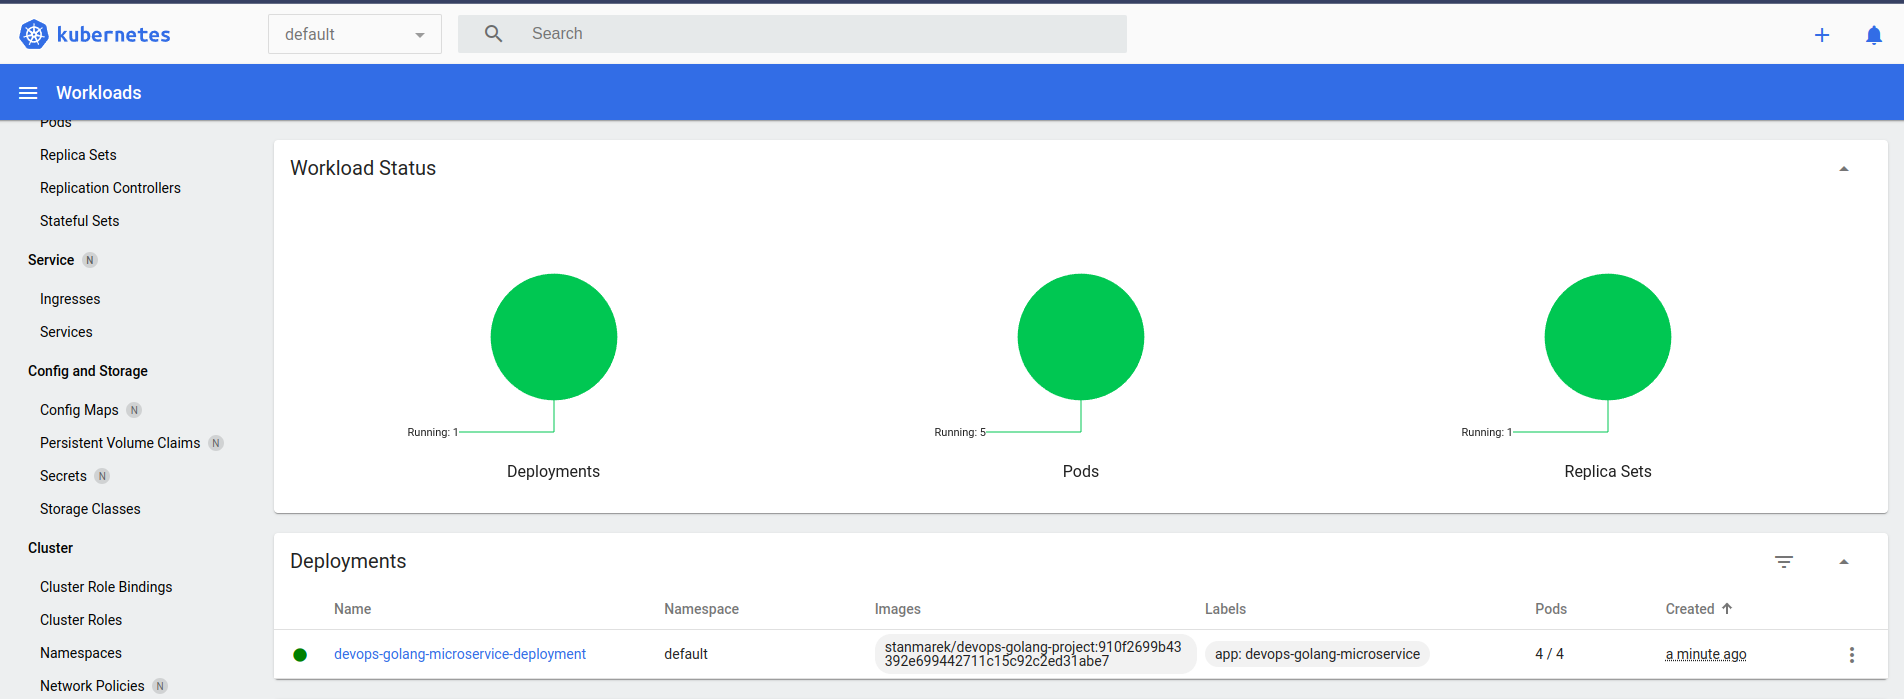 kubernetes
default
Search
Workloads
Pods
Replica Sets
Replication Controllers
Stateful Sets
Service N
Ingresses
Services
Config and Storage
Config Maps N
Persistent Volume Claims N
Secrets N
Storage Classes
Cluster
Cluster Role Bindings
Cluster Roles
Namespaces
Network Policies N
Workload Status
Running: 1
Deployments
Running: 5
Pods
Running: 1
Replica Sets
Deployments
Name Namespace Images Labels Pods Created
devops-golang-microservice-deployment default stanmarek/devops-golang-project:910f2699b43
392e699442711c15c92c2ed31abe7 app: devops-golang-microservice 4 / 4 a minute ago